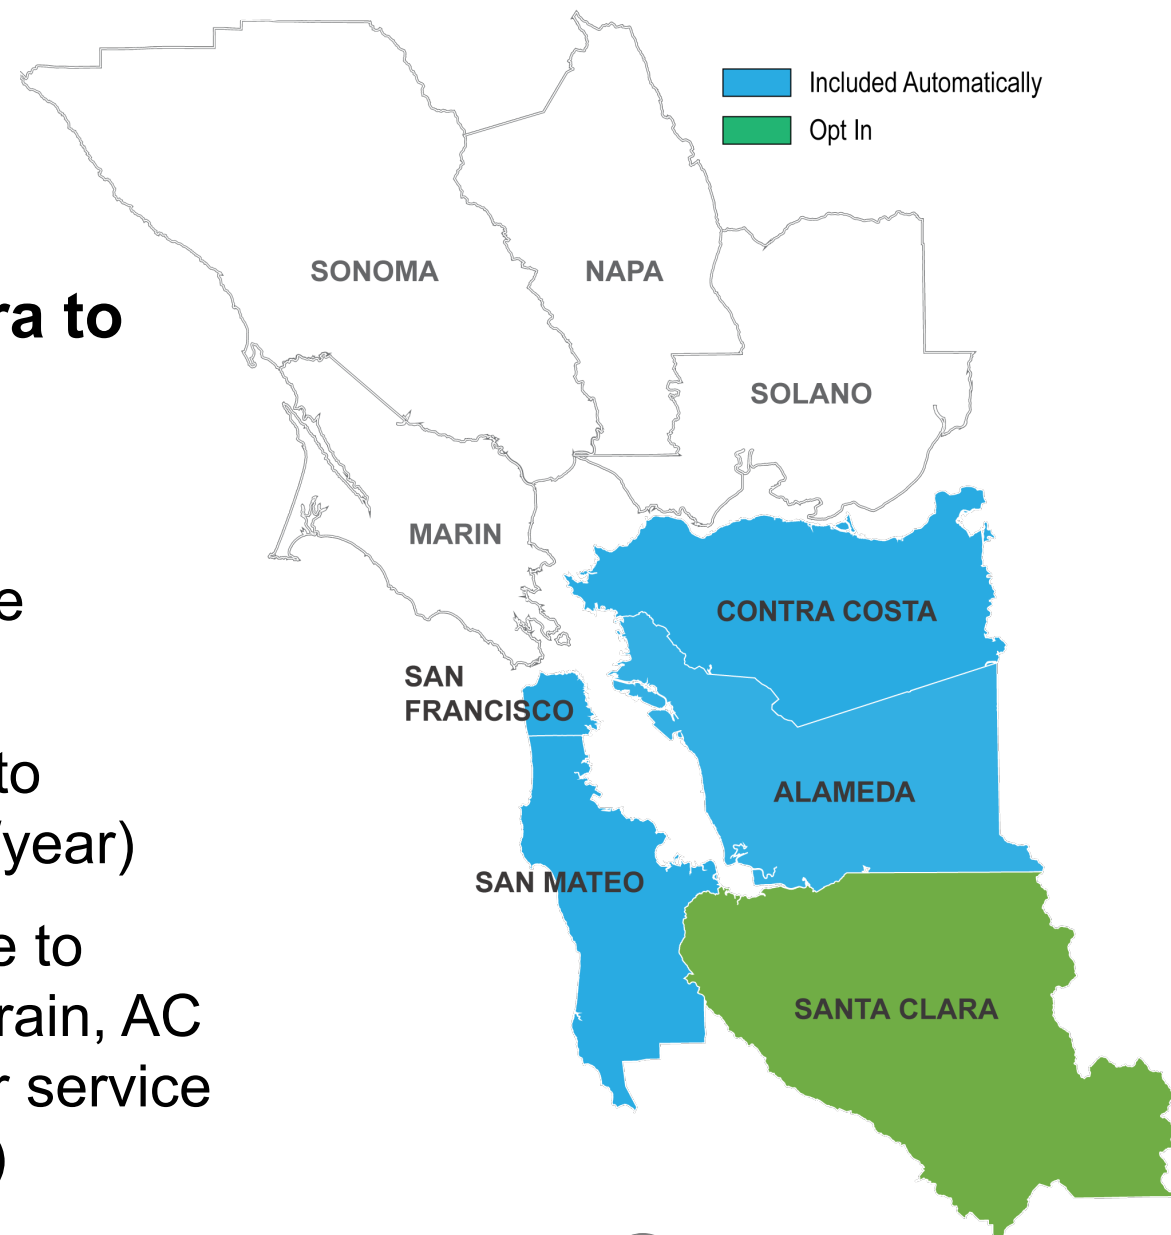 Included Automatically
Opt In
SONOMA
NAPA
ra to
SOLANO
MARIN
e
CONTRA COSTA
SAN
FRANCISCO
to
ALAMEDA
/year)
SAN MATEO
e to
rain, AC
SANTA CLARA
r service
)